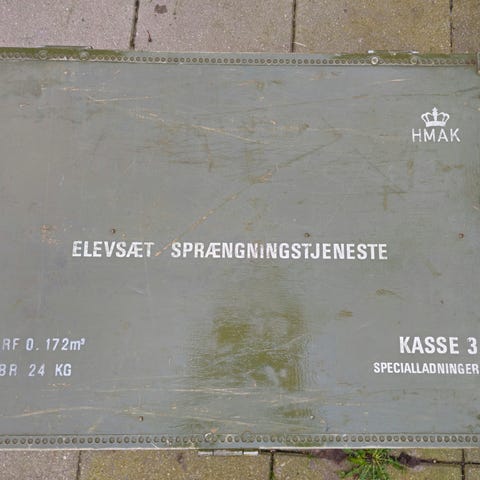 HMAK
ELEVSÆT SPRÆNGNINGSTJENESTE
RF 0.172m³
BR 24 KG
KASSE 3
SPECIALLADNINGER